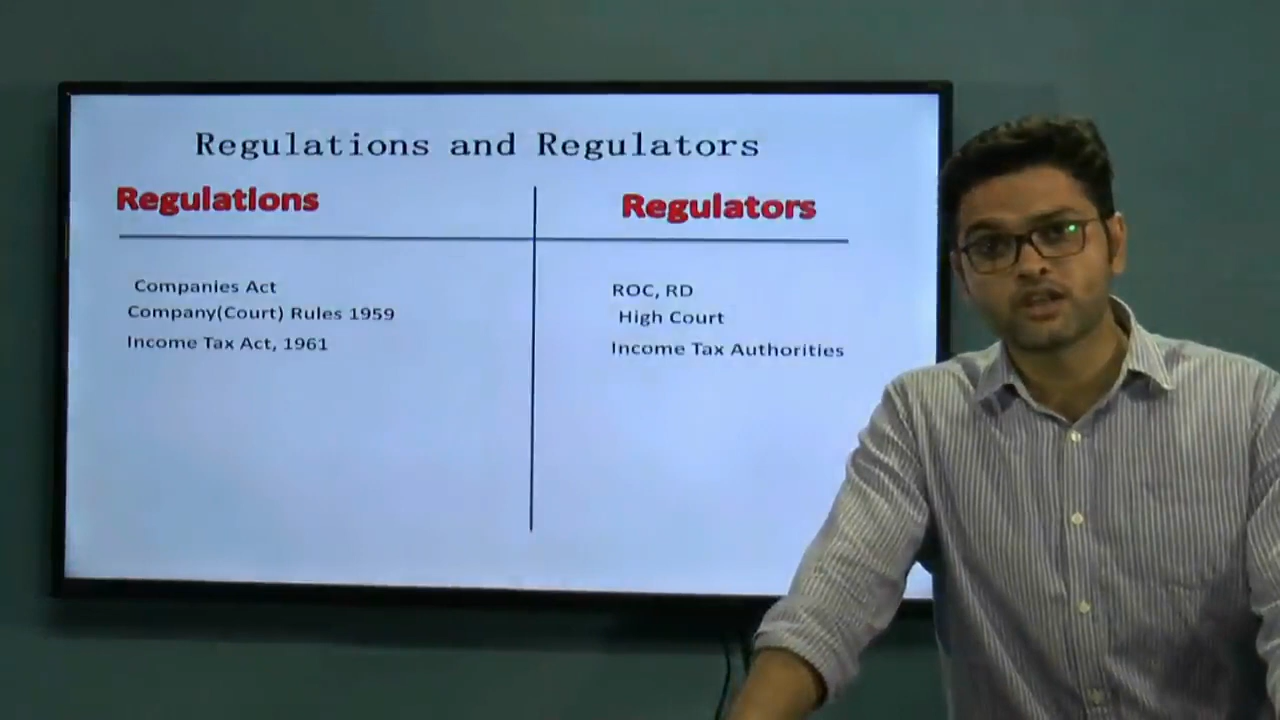 Regulations and Regulators
Regulations
Regulators
Companies Act
ROC, RD
Company(Court) Rules 1959
High Court
Income Tax Act, 1961
Income Tax Authorities